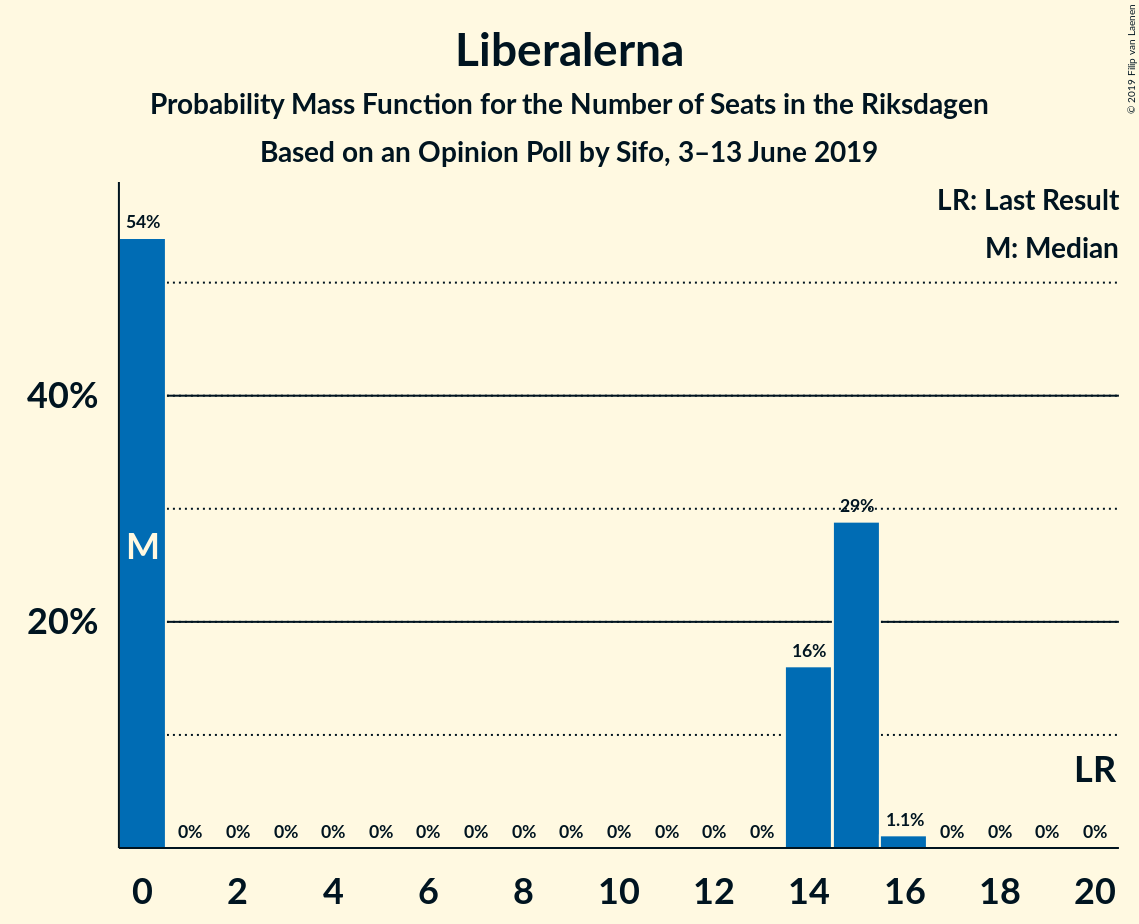 Liberalerna
Probability Mass Function for the Number of Seats in the Riksdagen
Based on an Opinion Poll by Sifo, 3–13 June 2019
© 2019 Filip van Laenen
LR: Last Result
M: Median
54%
40%
M
29%
20%
16%
LR
0% 0% 0% 0% 0% 0% 0% 0% 0% 0% 0% 0% 0% 1.1% 0% 0% 0% 0%
0 2 4 6 8 10 12 14 16 18 20